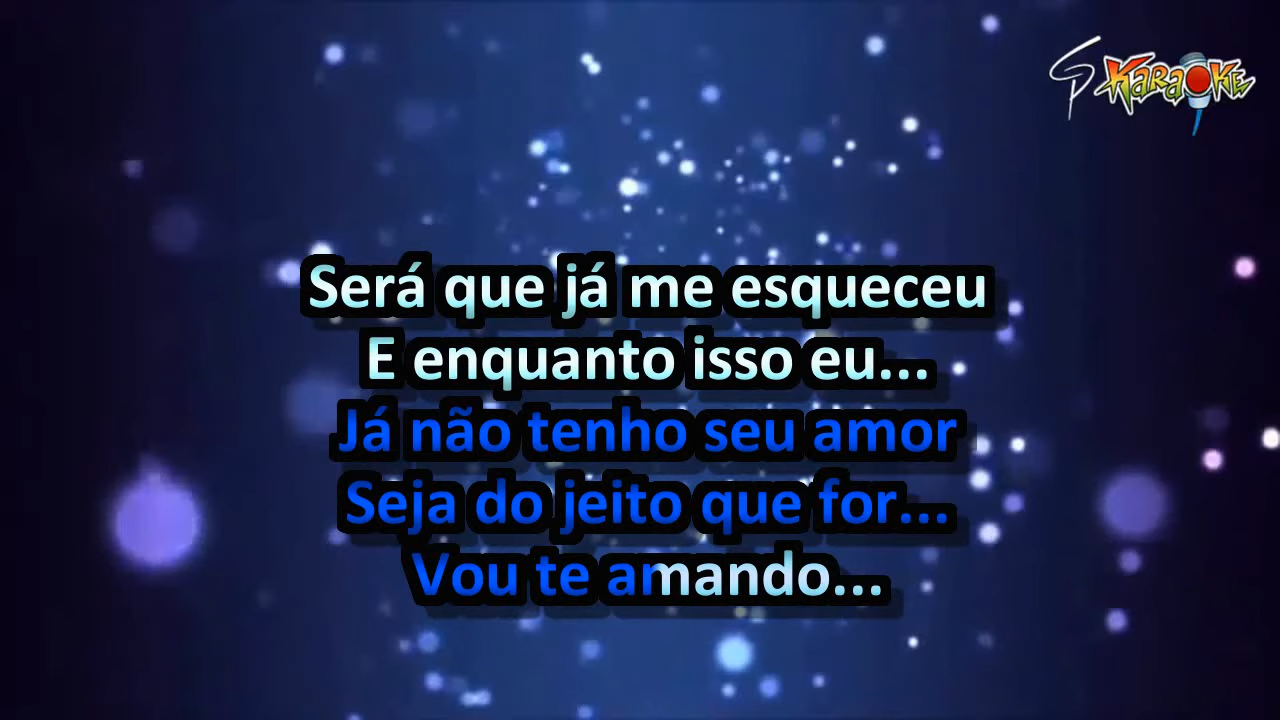 GP KARAOKE
Será que já me esqueceu
E enquanto isso eu...
Já não tenho seu amor
Seja do jeito que for...
Vou te amando...